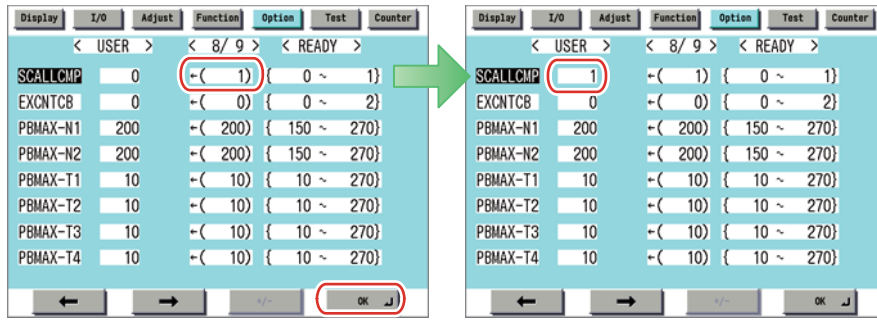 Display I/O Adjust Function Option Test Counter
< USER > < 8/ 9 > < READY >
SCALLCMP 0 ←( 1) { 0 ~ 1}
EXCNTCB 0 ←( 0) { 0 ~ 2}
PBMAX-N1 200 ←( 200) { 150 ~ 270}
PBMAX-N2 200 ←( 200) { 150 ~ 270}
PBMAX-T1 10 ←( 10) { 10 ~ 270}
PBMAX-T2 10 ←( 10) { 10 ~ 270}
PBMAX-T3 10 ←( 10) { 10 ~ 270}
PBMAX-T4 10 ←( 10) { 10 ~ 270}
← → +/- OK ↵
Display I/O Adjust Function Option Test Counter
< USER > < 8/ 9 > < READY >
SCALLCMP 1 ←( 1) { 0 ~ 1}
EXCNTCB 0 ←( 0) { 0 ~ 2}
PBMAX-N1 200 ←( 200) { 150 ~ 270}
PBMAX-N2 200 ←( 200) { 150 ~ 270}
PBMAX-T1 10 ←( 10) { 10 ~ 270}
PBMAX-T2 10 ←( 10) { 10 ~ 270}
PBMAX-T3 10 ←( 10) { 10 ~ 270}
PBMAX-T4 10 ←( 10) { 10 ~ 270}
← → +/- OK ↵